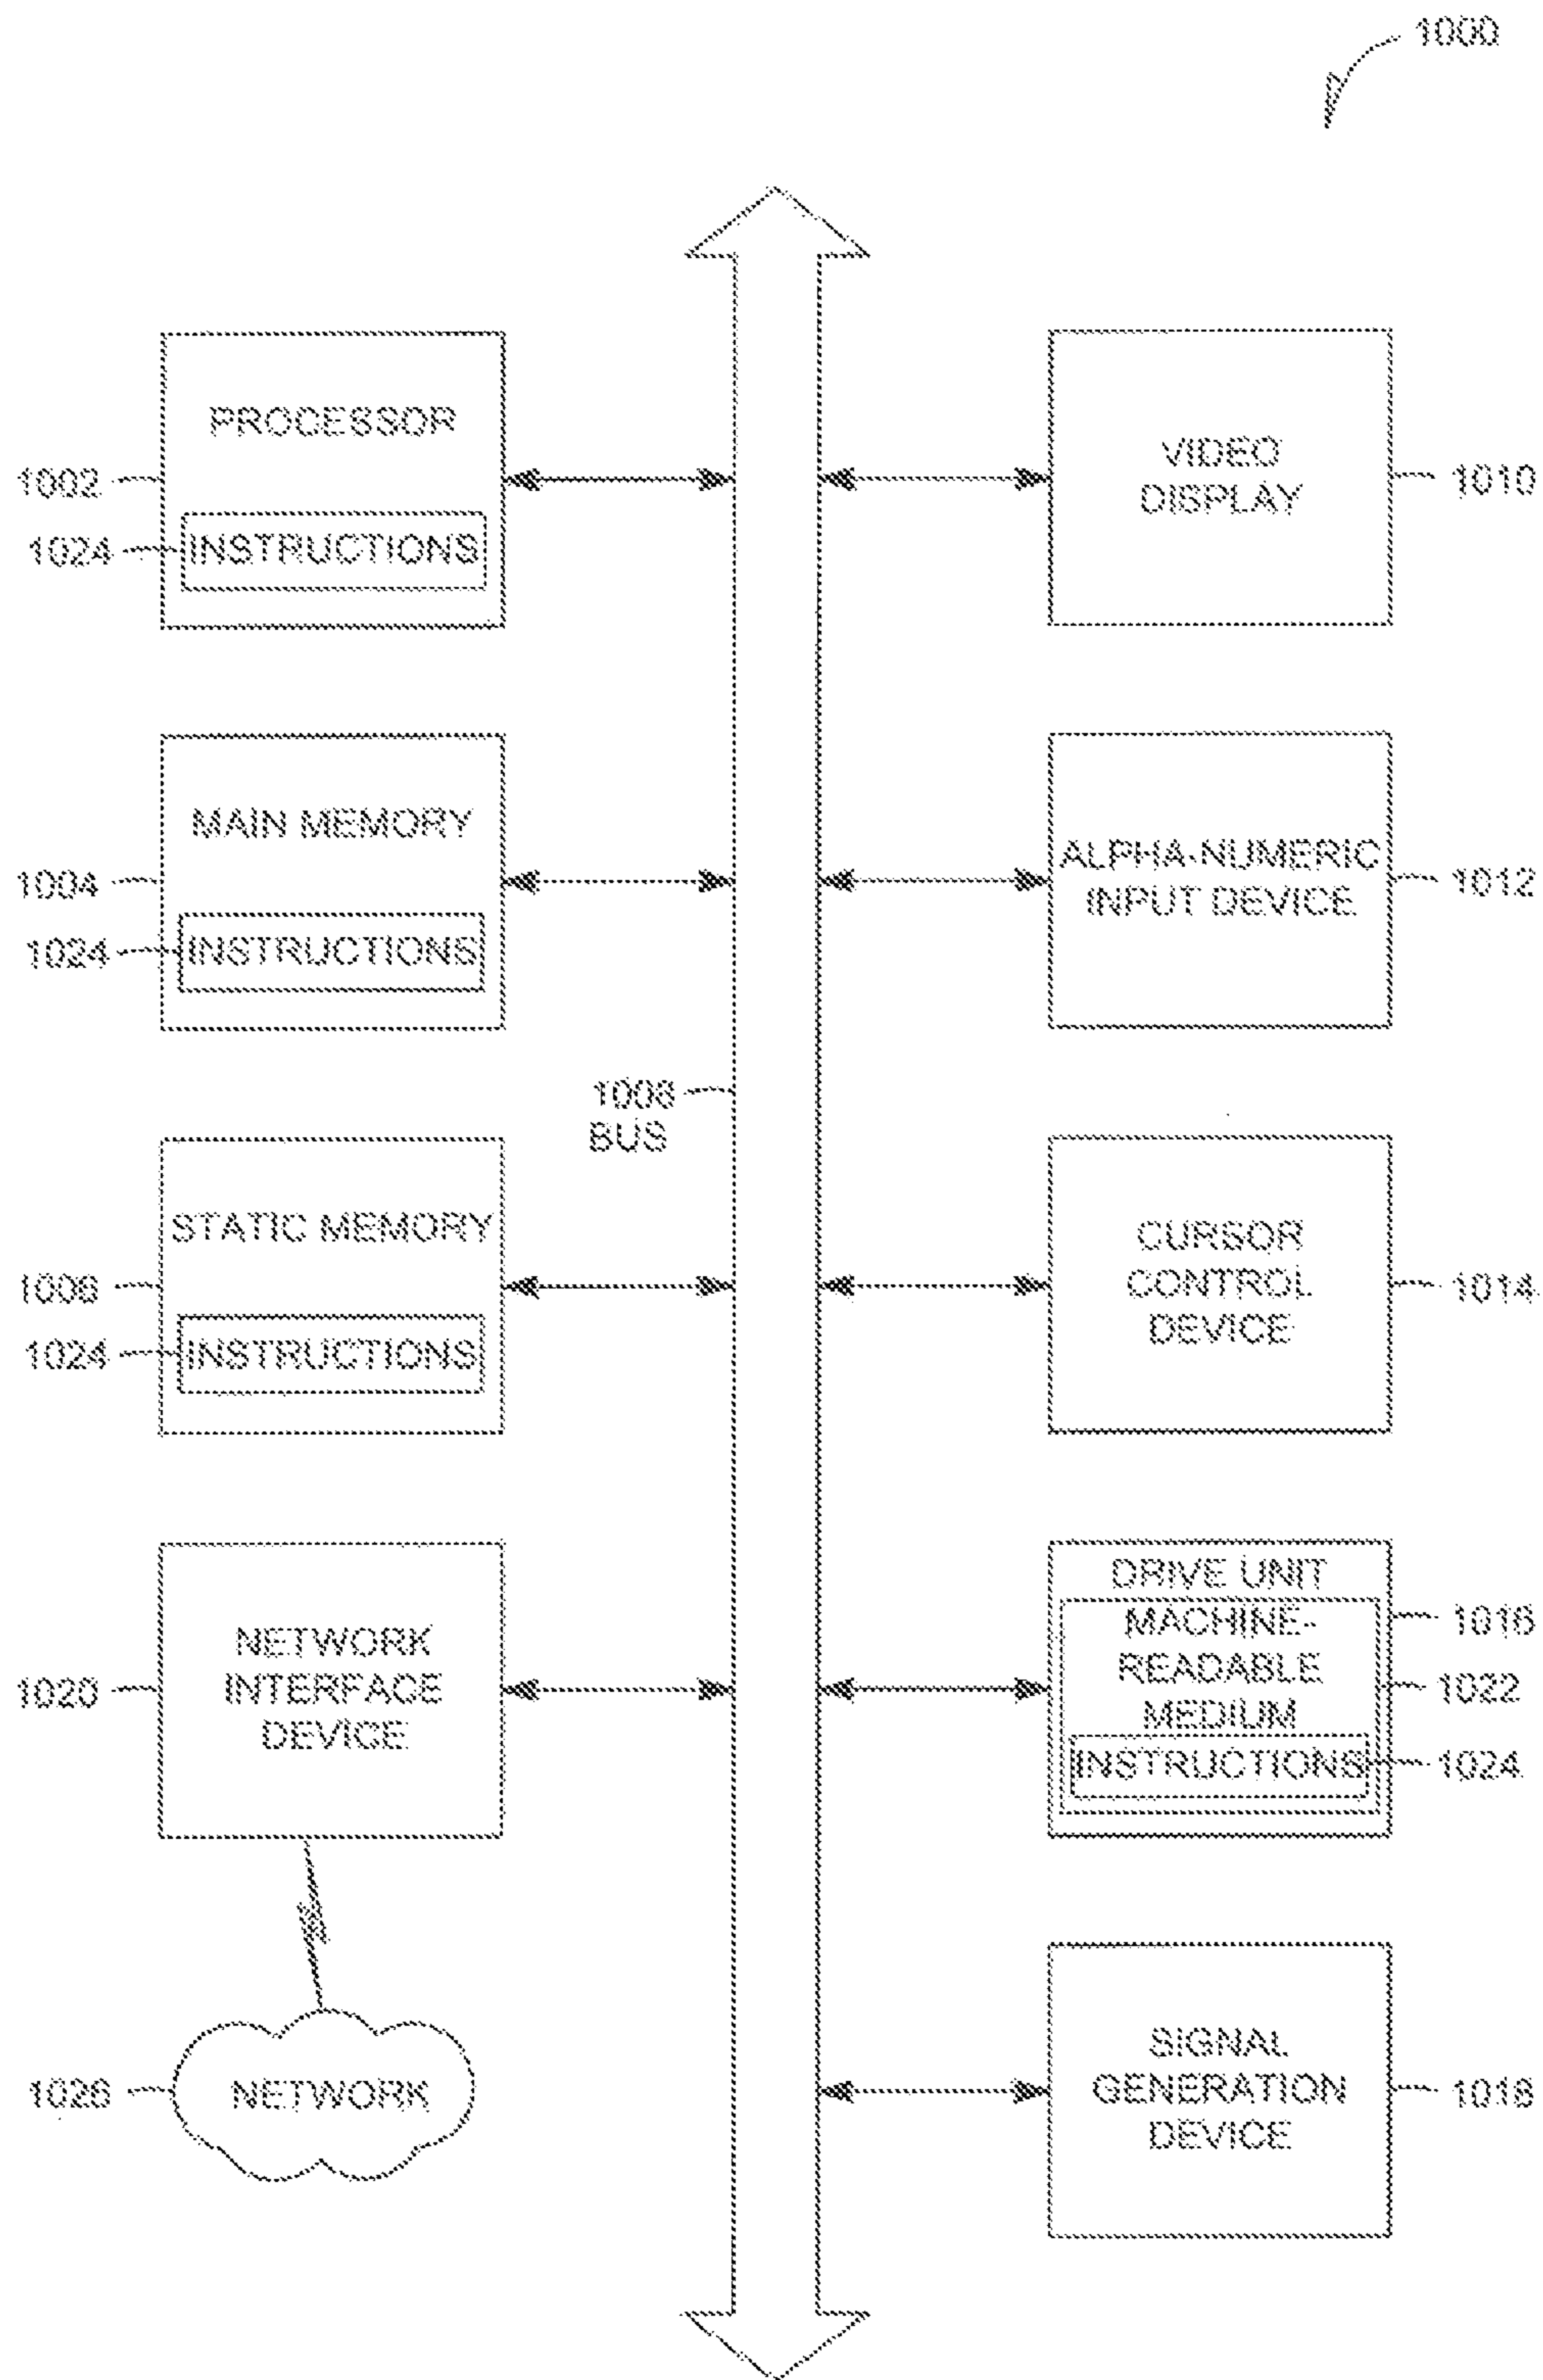 1000
PROCESSOR
1002
1024
INSTRUCTIONS
VIDEO
DISPLAY
1010
MAIN MEMORY
1004
1024
INSTRUCTIONS
ALPHA-NUMERIC
INPUT DEVICE
1012
1008
BUS
STATIC MEMORY
1006
1024
INSTRUCTIONS
CURSOR
CONTROL
DEVICE
1014
NETWORK
INTERFACE
DEVICE
1020
DRIVE UNIT
1016
MACHINE-
READABLE
MEDIUM
1022
INSTRUCTIONS
1024
NETWORK
1026
SIGNAL
GENERATION
DEVICE
1018